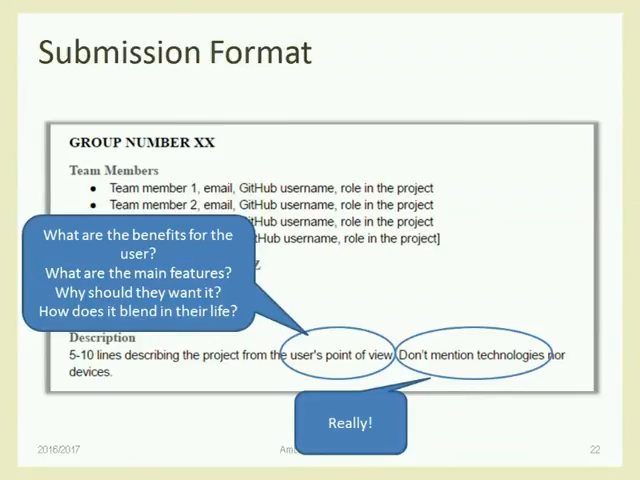 Submission Format
GROUP NUMBER XX
Team Members
● Team member 1, email, GitHub username, role in the project
● Team member 2, email, GitHub username, role in the project
GitHub username, role in the project
GitHub username, role in the project]
Z
What are the benefits for the
user?
What are the main features?
Why should they want it?
How does it blend in their life?
Description
5-10 lines describing the project from the user's point of view. Don't mention technologies nor
devices.
Really!
2016/2017
22